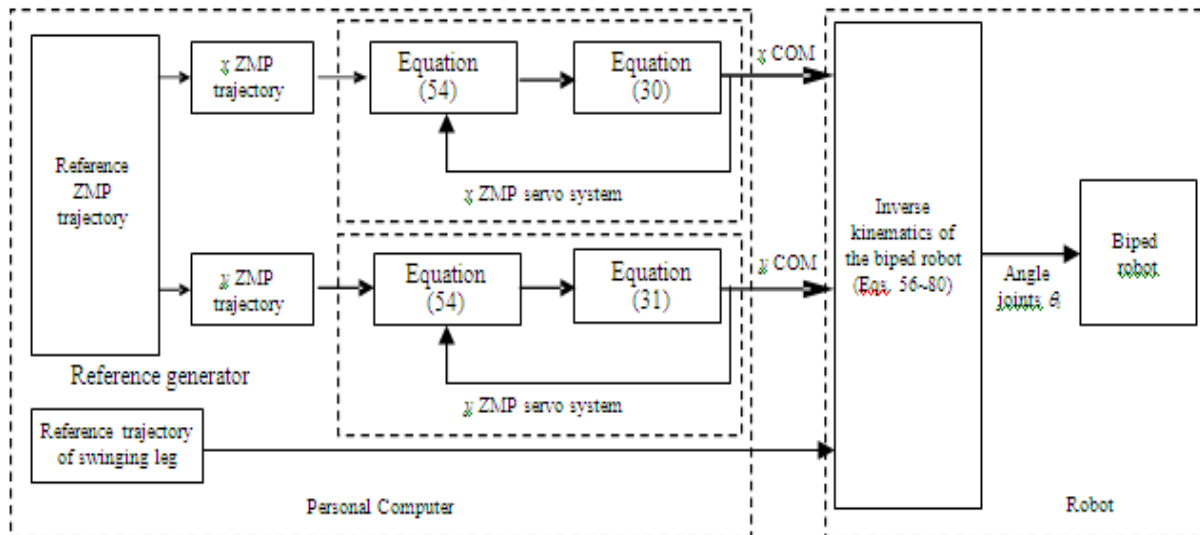 Reference
ZMP
trajectory
x ZMP
trajectory
Equation
(54)
Equation
(30)
x COM
x ZMP servo system
y ZMP
trajectory
Equation
(54)
Equation
(31)
y COM
y ZMP servo system
Reference generator
Reference trajectory
of swinging leg
Personal Computer
Inverse
kinematics of
the biped robot
(Eqs. 56~80)
Angle
joints θi
Biped
robot
Robot